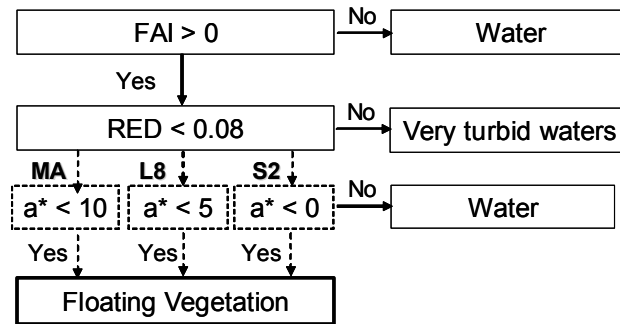 FAI > 0
No
Water
Yes
RED < 0.08
No
Very turbid waters
MA
L8
S2
a* < 10
a* < 5
a* < 0
No
Water
Yes
Yes
Yes
Floating Vegetation